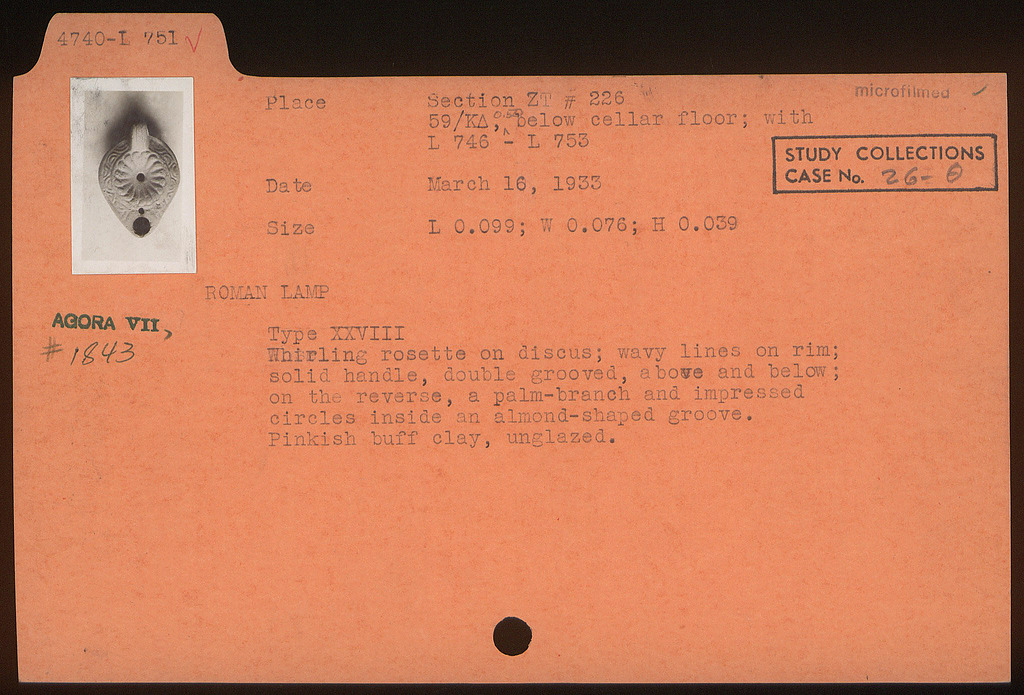 4740-L 751 ✓
microfilmed ✓
Place Section ZT # 226
59/ΚΔ, 0.50 below cellar floor; with
L 746 - L 753
STUDY COLLECTIONS
CASE No. 26-θ
Date March 16, 1933
Size L 0.099; W 0.076; H 0.039
ROMAN LAMP
AGORA VII,
# 1843
Type XXVIII
Whirling rosette on discus; wavy lines on rim;
solid handle, double grooved, above and below;
on the reverse, a palm-branch and impressed
circles inside an almond-shaped groove.
Pinkish buff clay, unglazed.